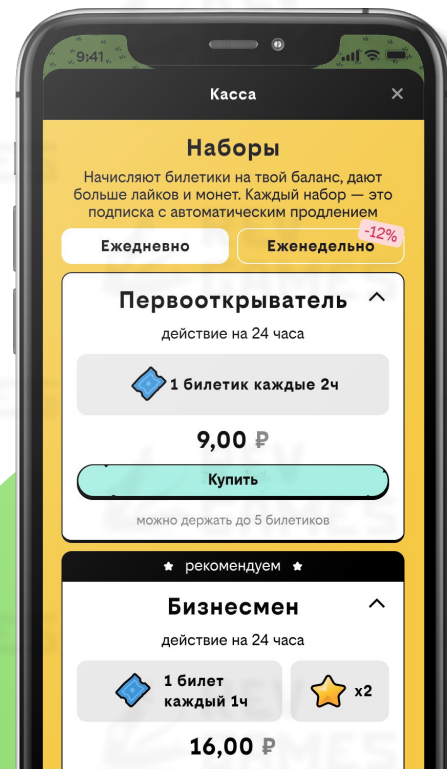 9:41
Касса
Наборы
Начисляют билетики на твой баланс, дают
больше лайков и монет. Каждый набор — это
подписка с автоматическим продлением
-12%
Ежедневно
Еженедельно
Первооткрыватель
действие на 24 часа
1 билетик каждые 2ч
9,00 ₽
Купить
можно держать до 5 билетиков
рекомендуем
Бизнесмен
действие на 24 часа
1 билет
каждый 1ч
x2
16,00 ₽
REV
GAMES